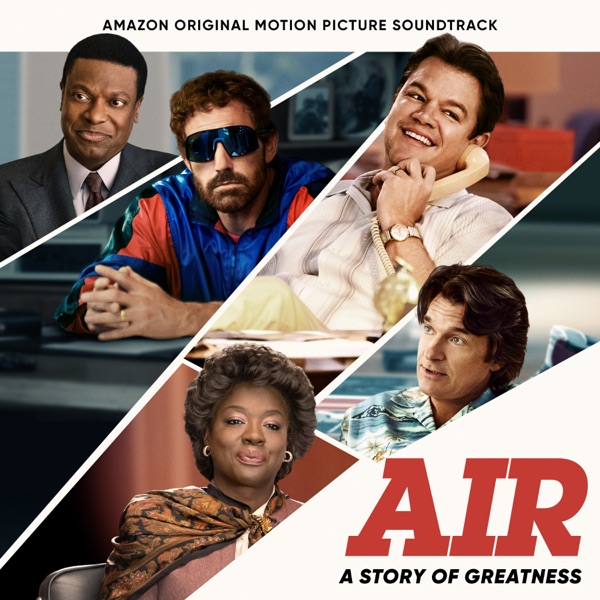 AMAZON ORIGINAL MOTION PICTURE SOUNDTRACK
AIR
A STORY OF GREATNESS